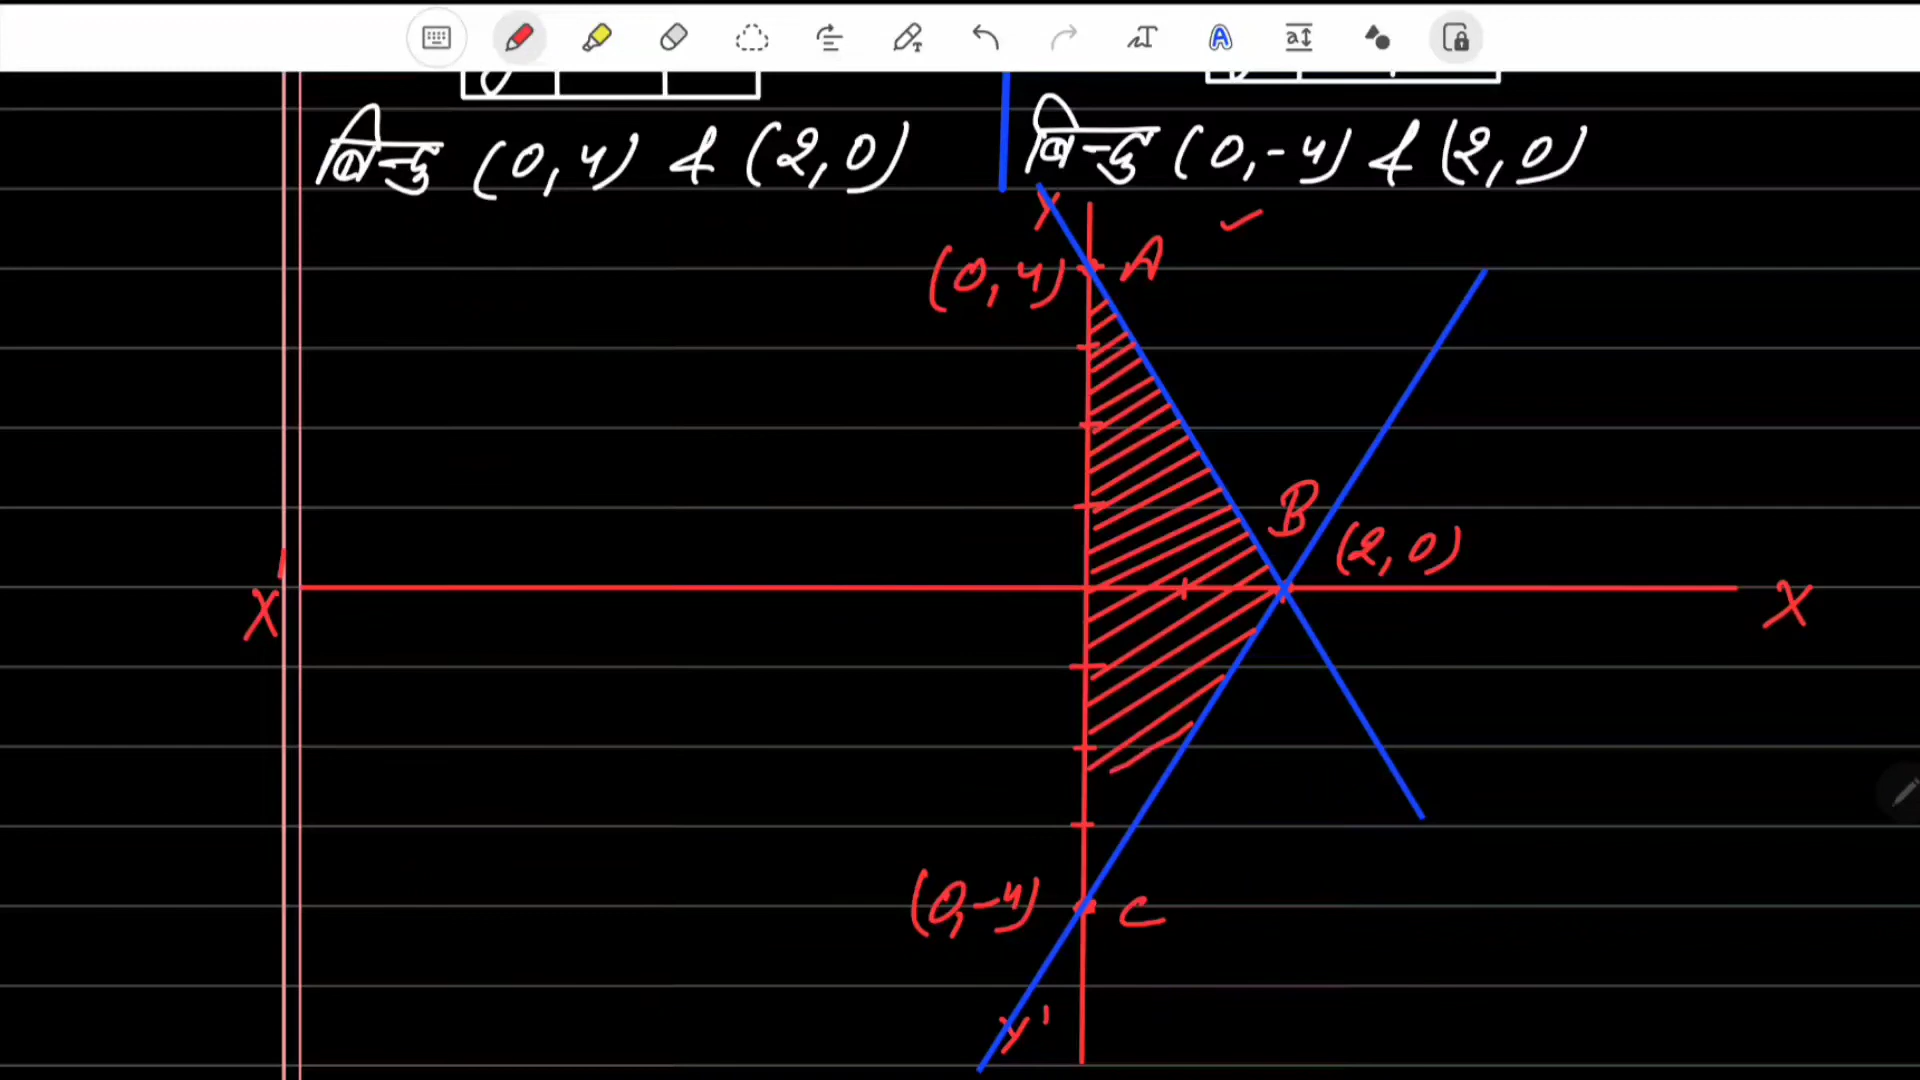 बिन्दु (0, 4) & (2, 0)
बिन्दु (0, -4) & (2, 0)
Y
(0, 4) A
B
(2, 0)
X' X
(0, -4) C
Y'